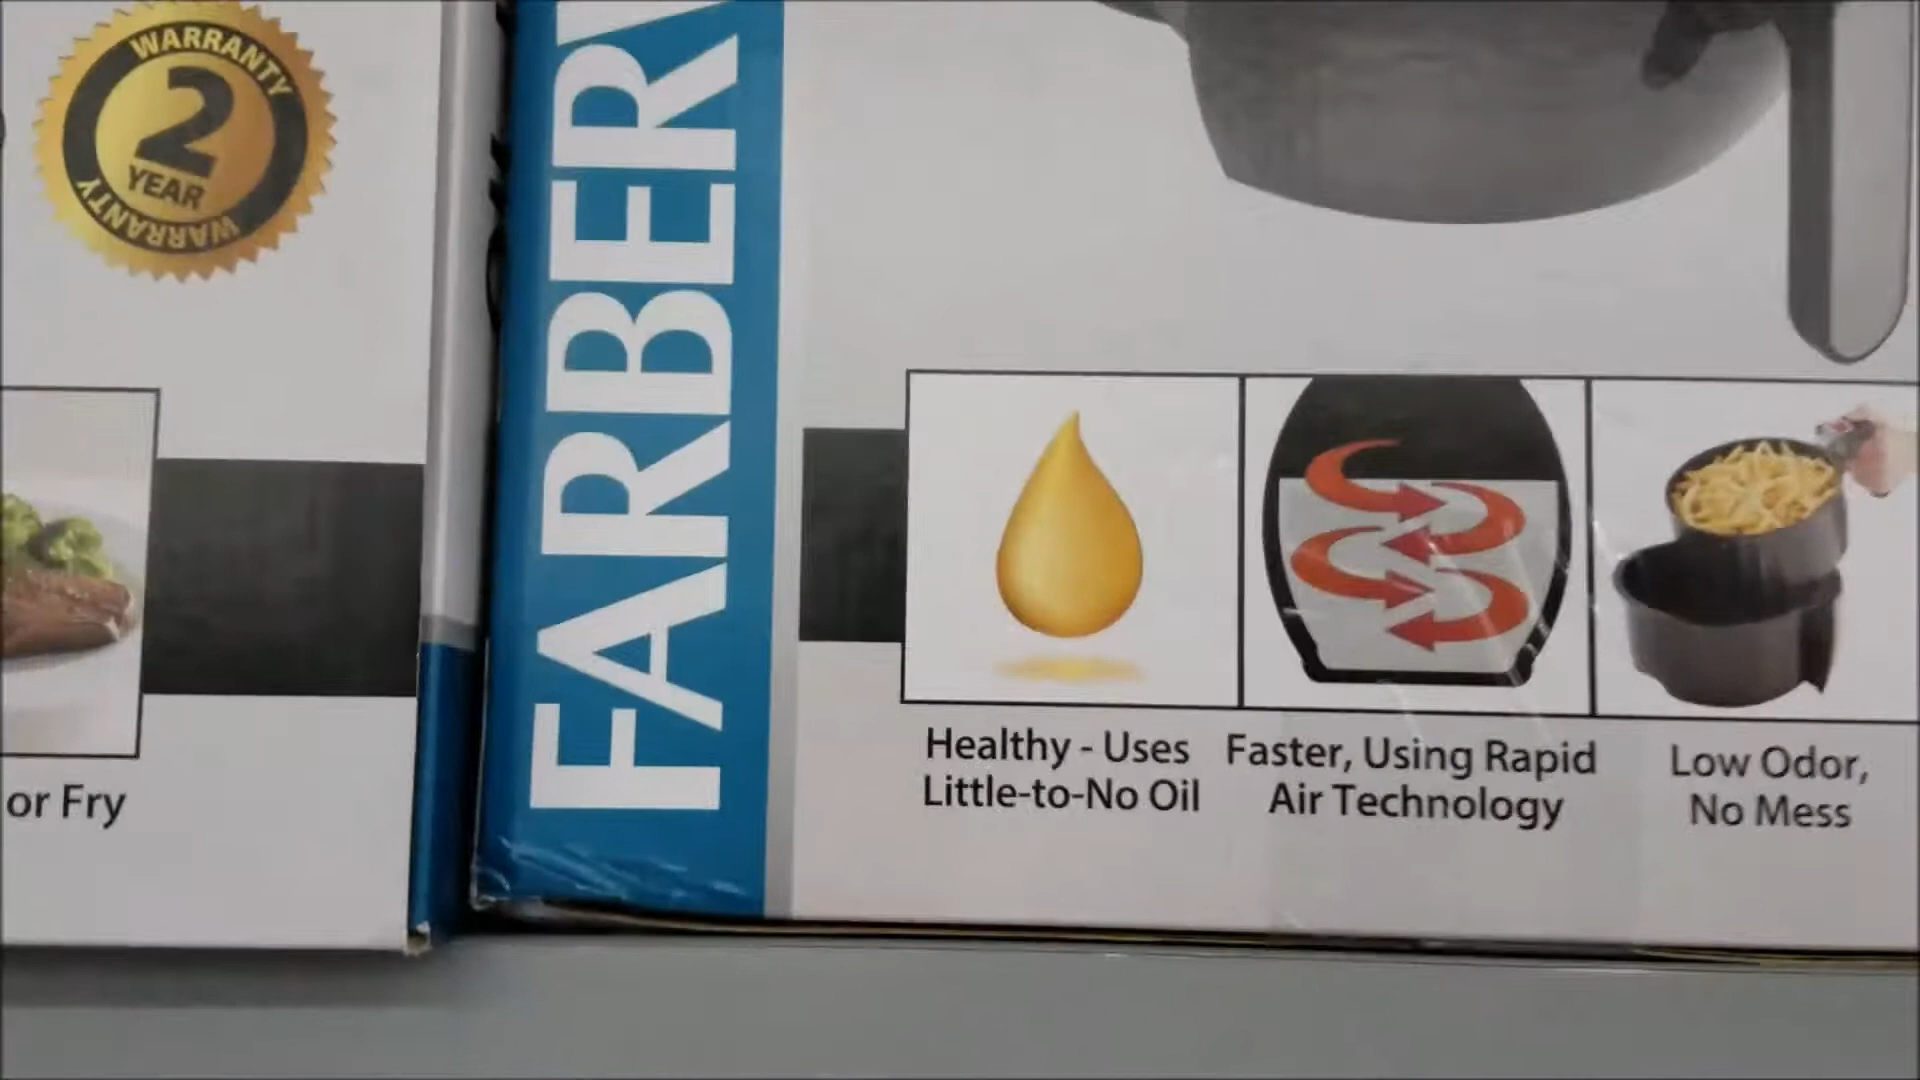 WARRANTY
2
YEAR
WARRANTY
or Fry
FARBER
Healthy - Uses
Little-to-No Oil
Faster, Using Rapid
Air Technology
Low Odor,
No Mess